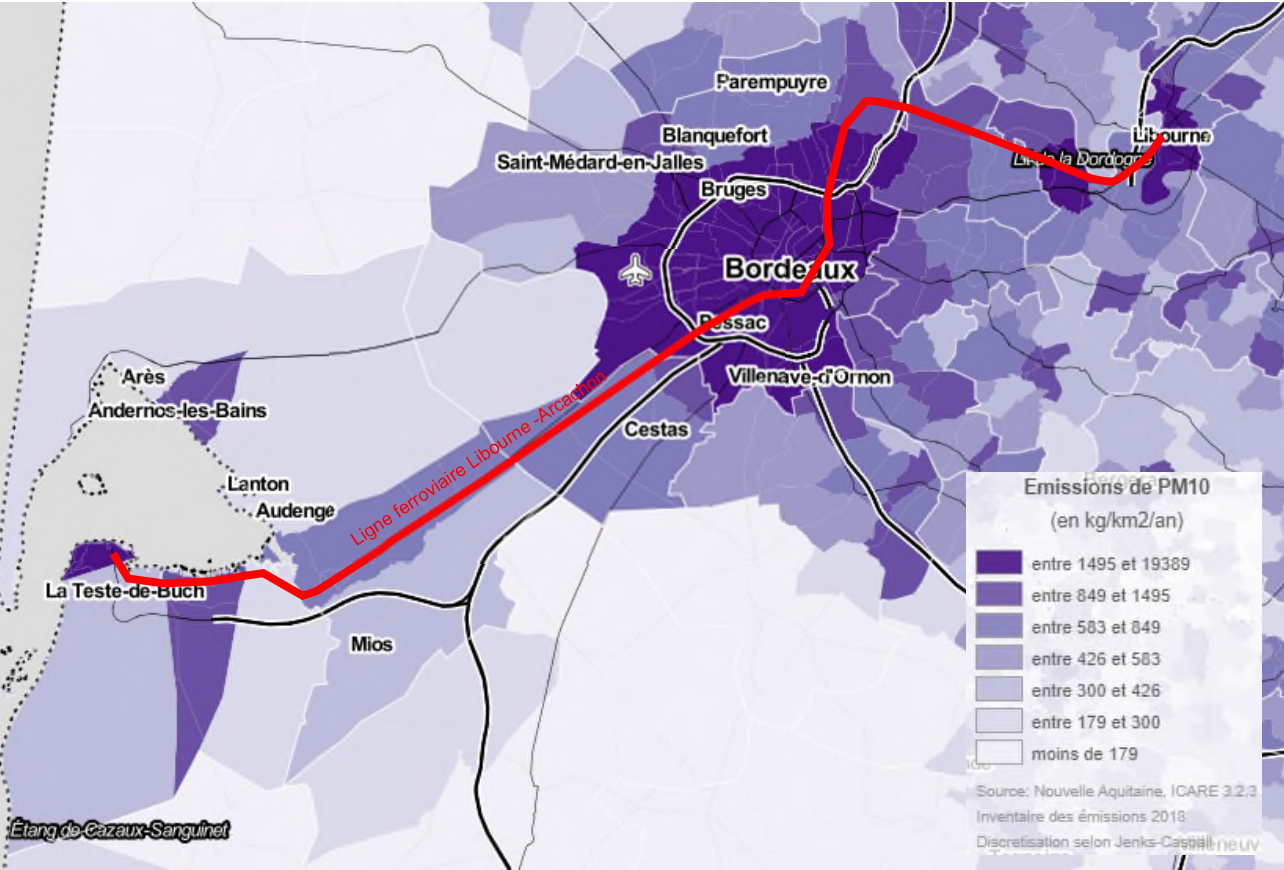 Parempuyre
Blanquefort
Libourne
Saint-Médard-en-Jalles
Bruges
Bordeaux
Pessac
Arès
Villenave-d'Ornon
Andernos-les-Bains
Ligne ferroviaire Libourne -Arcachon
Cestas
Lanton
Audenge
La Teste-de-Buch
Mios
Étang de Cazaux-Sanguinet
Emissions de PM10
(en kg/km2/an)
entre 1495 et 19389
entre 849 et 1495
entre 583 et 849
entre 426 et 583
entre 300 et 426
entre 179 et 300
moins de 179
Source: Nouvelle Aquitaine, ICARE 3.2.3
Inventaire des émissions 2018
Discretisation selon Jenks-Caspall